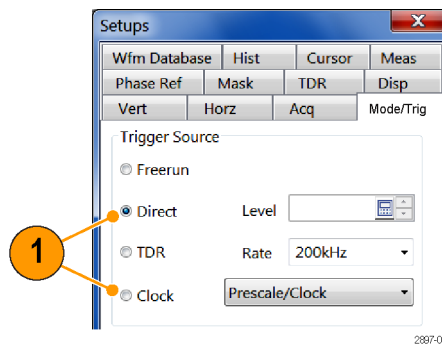 Setups
Wfm Database Hist Cursor Meas
Phase Ref Mask TDR Disp
Vert Horz Acq Mode/Trig
Trigger Source
Freerun
Direct Level
1
TDR Rate 200kHz
Clock Prescale/Clock
2897-0